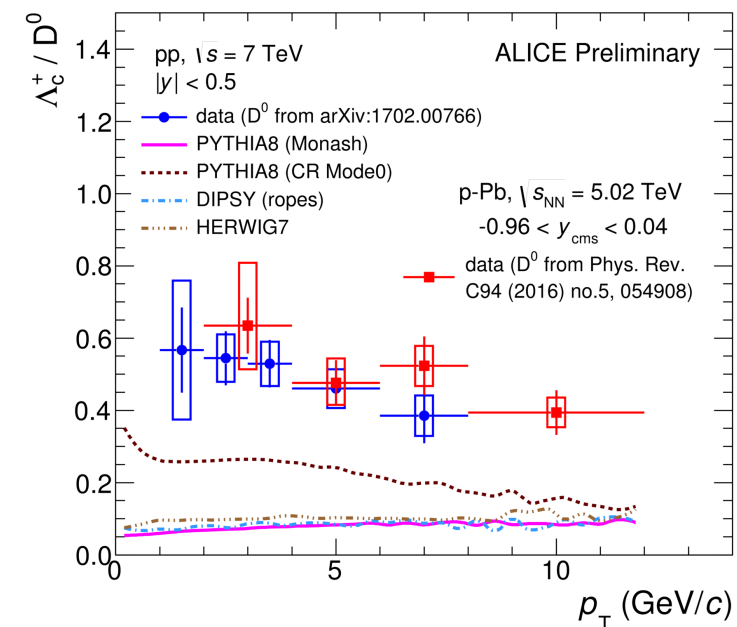 Λc+ / D0
1.4
1.2
1.0
0.8
0.6
0.4
0.2
0.0
pp, √s = 7 TeV
|y| < 0.5
ALICE Preliminary
data (D0 from arXiv:1702.00766)
PYTHIA8 (Monash)
PYTHIA8 (CR Mode0)
DIPSY (ropes)
HERWIG7
p-Pb, √sNN = 5.02 TeV
-0.96 < ycms < 0.04
data (D0 from Phys. Rev.
C94 (2016) no.5, 054908)
0 5 10
pT (GeV/c)